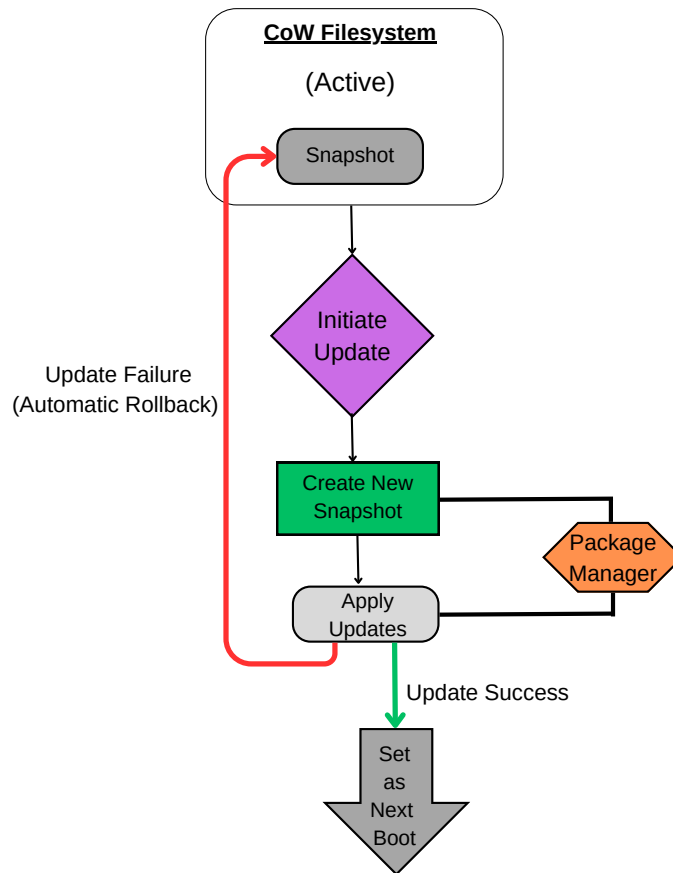 CoW Filesystem
(Active)
Snapshot
Initiate
Update
Update Failure
(Automatic Rollback)
Create New
Snapshot
Package
Manager
Apply
Updates
Update Success
Set
as
Next
Boot